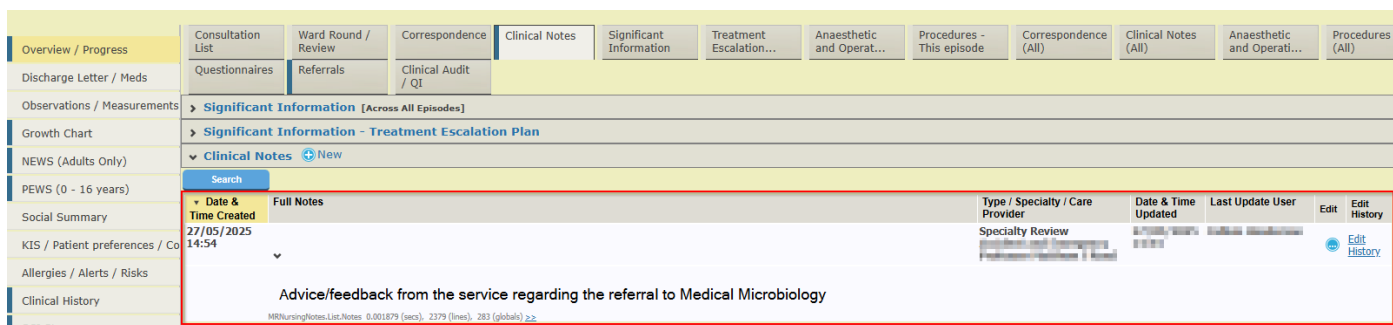 Consultation List
Ward Round / Review
Correspondence
Clinical Notes
Significant Information
Treatment Escalation...
Anaesthetic and Operat...
Procedures - This episode
Correspondence (All)
Clinical Notes (All)
Anaesthetic and Operati...
Procedures (All)
Questionnaires
Referrals
Clinical Audit / QI
Overview / Progress
Discharge Letter / Meds
Observations / Measurements
Growth Chart
NEWS (Adults Only)
PEWS (0 - 16 years)
Social Summary
KIS / Patient preferences / Co
Allergies / Alerts / Risks
Clinical History
Significant Information [Across All Episodes]
Significant Information - Treatment Escalation Plan
Clinical Notes New
Search
Date & Time Created
Full Notes
Type / Specialty / Care Provider
Date & Time Updated
Last Update User
Edit
Edit History
27/05/2025
14:54
Specialty Review
Edit History
Advice/feedback from the service regarding the referral to Medical Microbiology
MRNursingNotes.List.Notes 0.001879 (secs), 2379 (lines), 283 (globals) >>